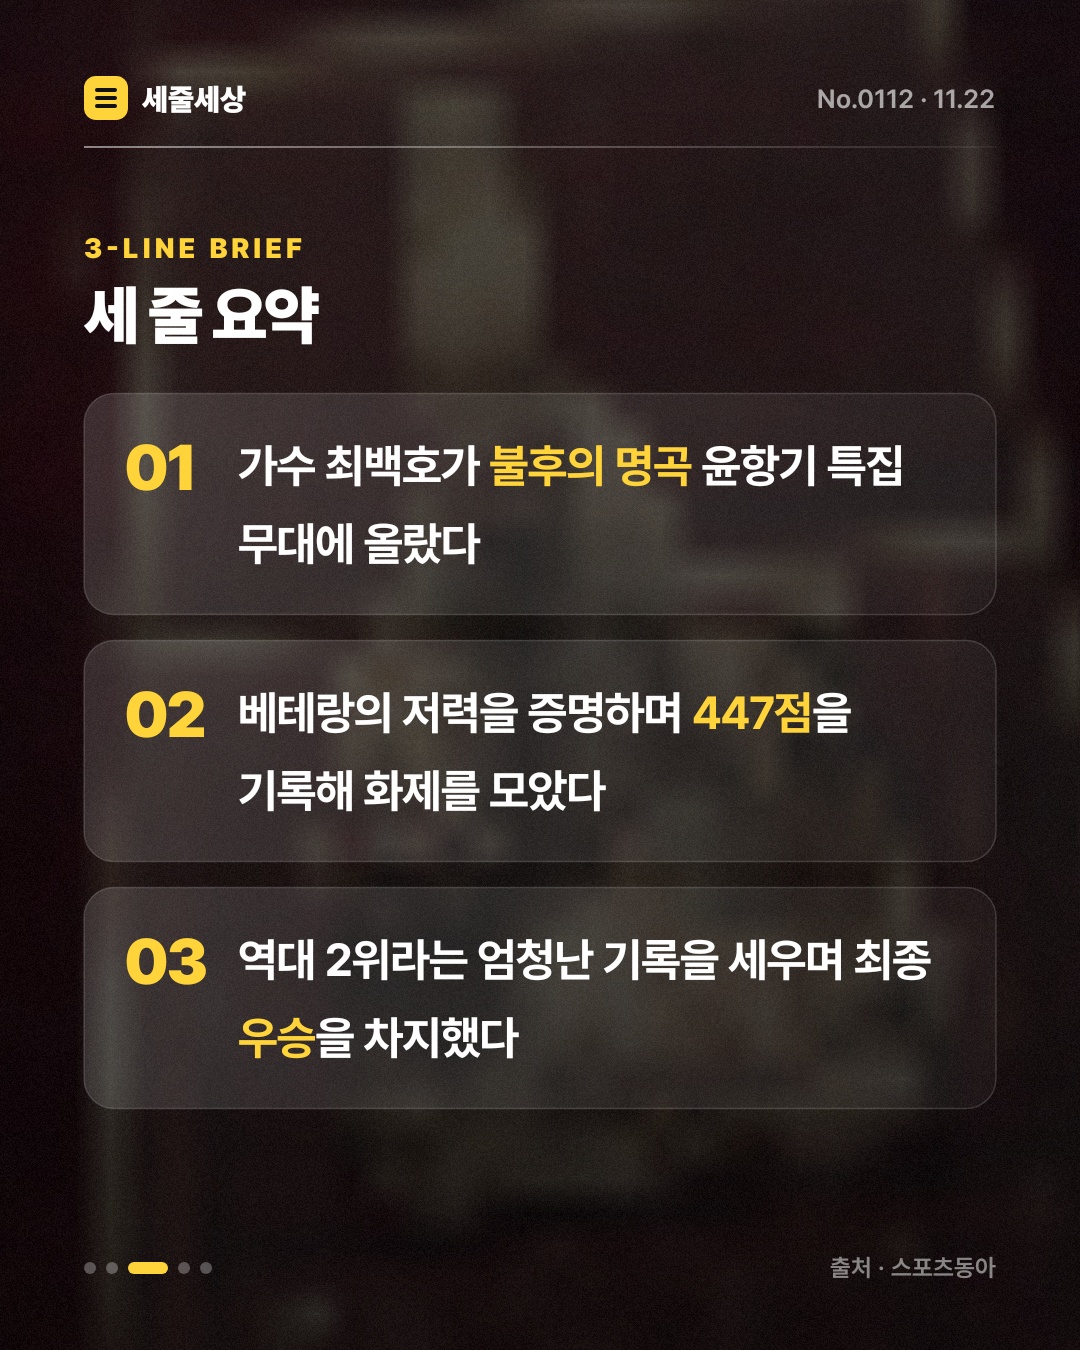 세줄세상
No.0112 · 11.22
3-LINE BRIEF
세 줄 요약
01 가수 최백호가 불후의 명곡 윤항기 특집
무대에 올랐다
02 베테랑의 저력을 증명하며 447점을
기록해 화제를 모았다
03 역대 2위라는 엄청난 기록을 세우며 최종
우승을 차지했다
출처 · 스포츠동아